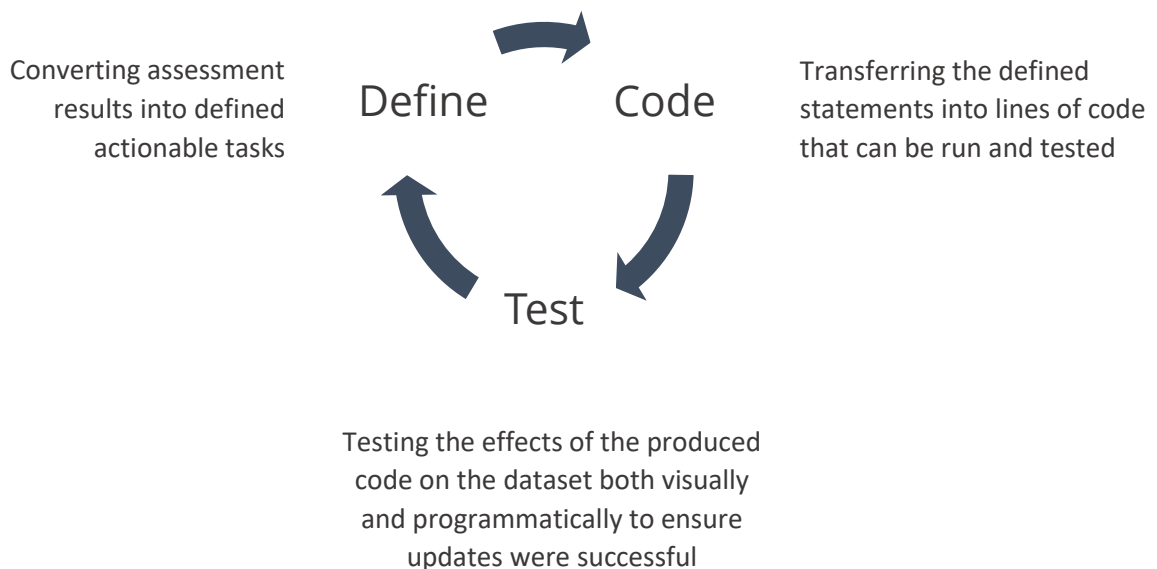 Converting assessment
results into defined
actionable tasks
Define
Code
Transferring the defined
statements into lines of code
that can be run and tested
Test
Testing the effects of the produced
code on the dataset both visually
and programmatically to ensure
updates were successful